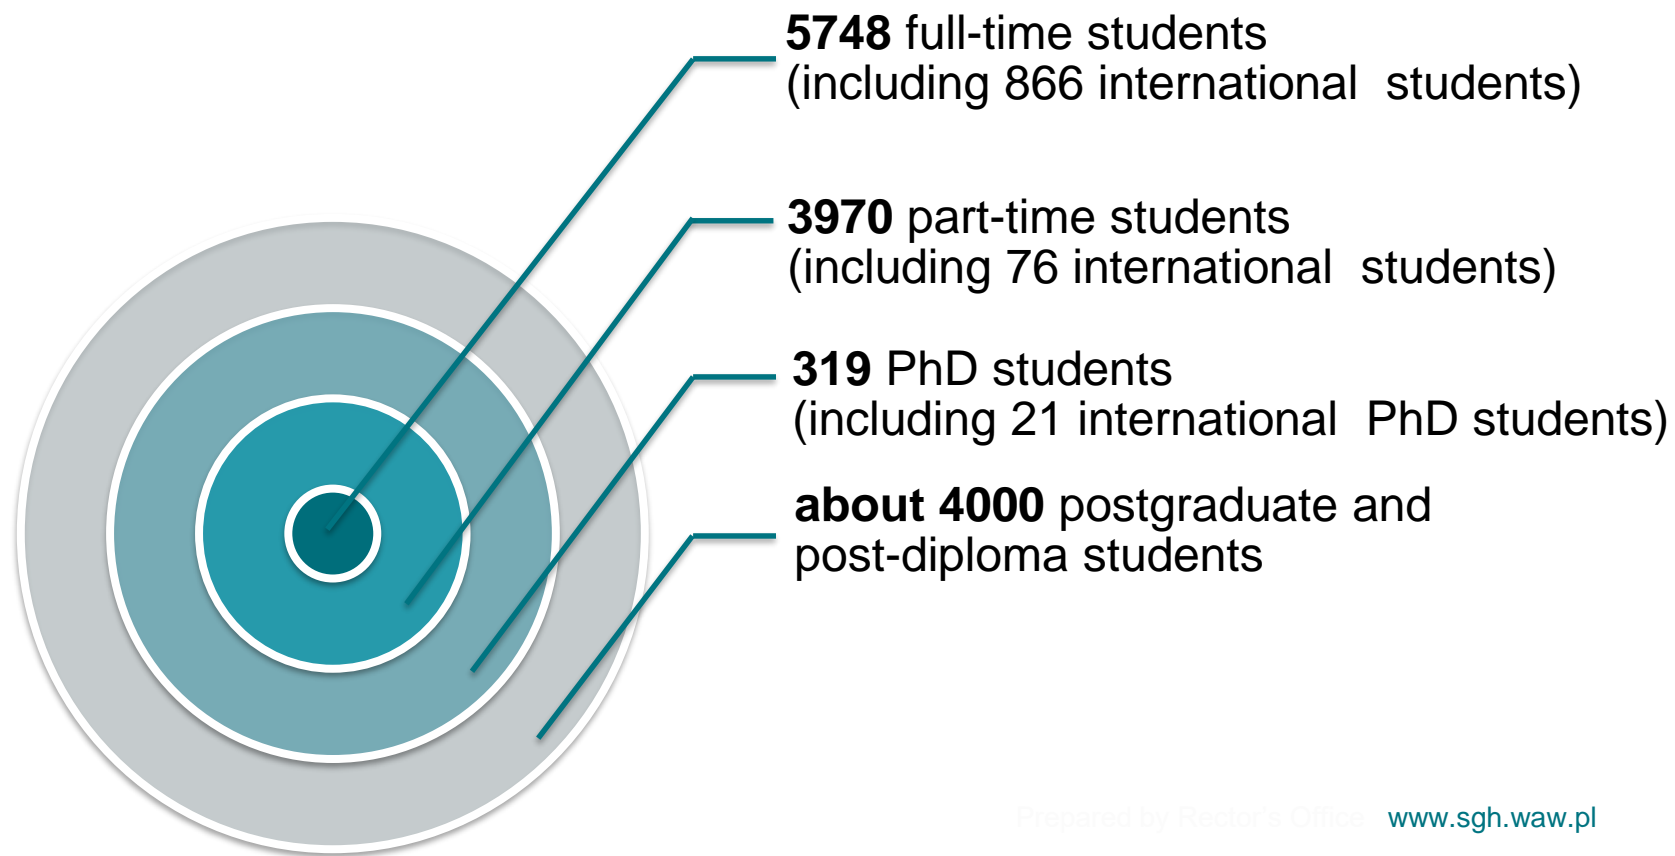 5748 full-time students
(including 866 international students)
3970 part-time students
(including 76 international students)
319 PhD students
(including 21 international PhD students)
about 4000 postgraduate and
post-diploma students
Prepared by Rector's Office www.sgh.waw.pl